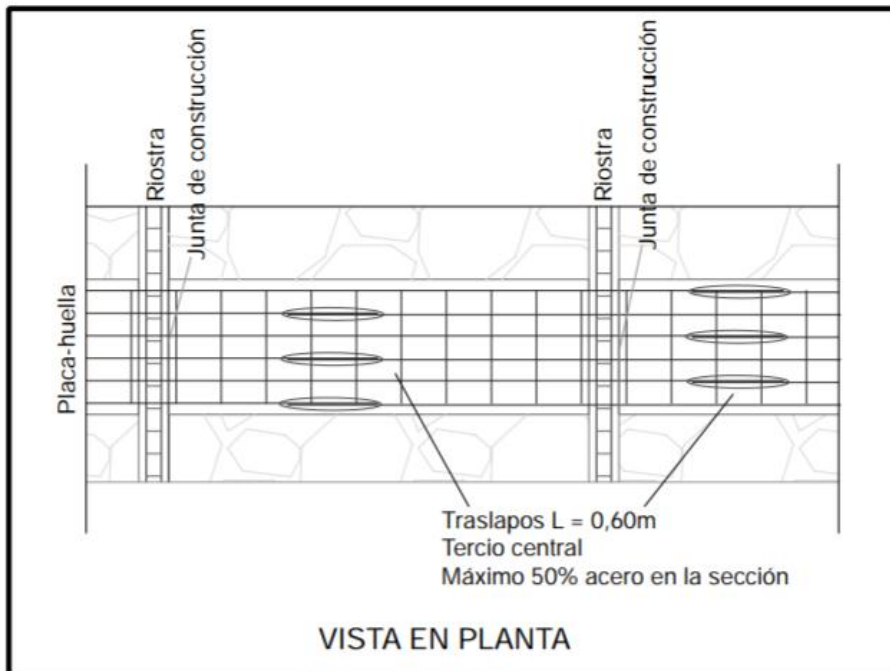 Riostra
Junta de construcción
Riostra
Junta de construcción
Placa-huella
Traslapos L = 0,60m
Tercio central
Máximo 50% acero en la sección
VISTA EN PLANTA